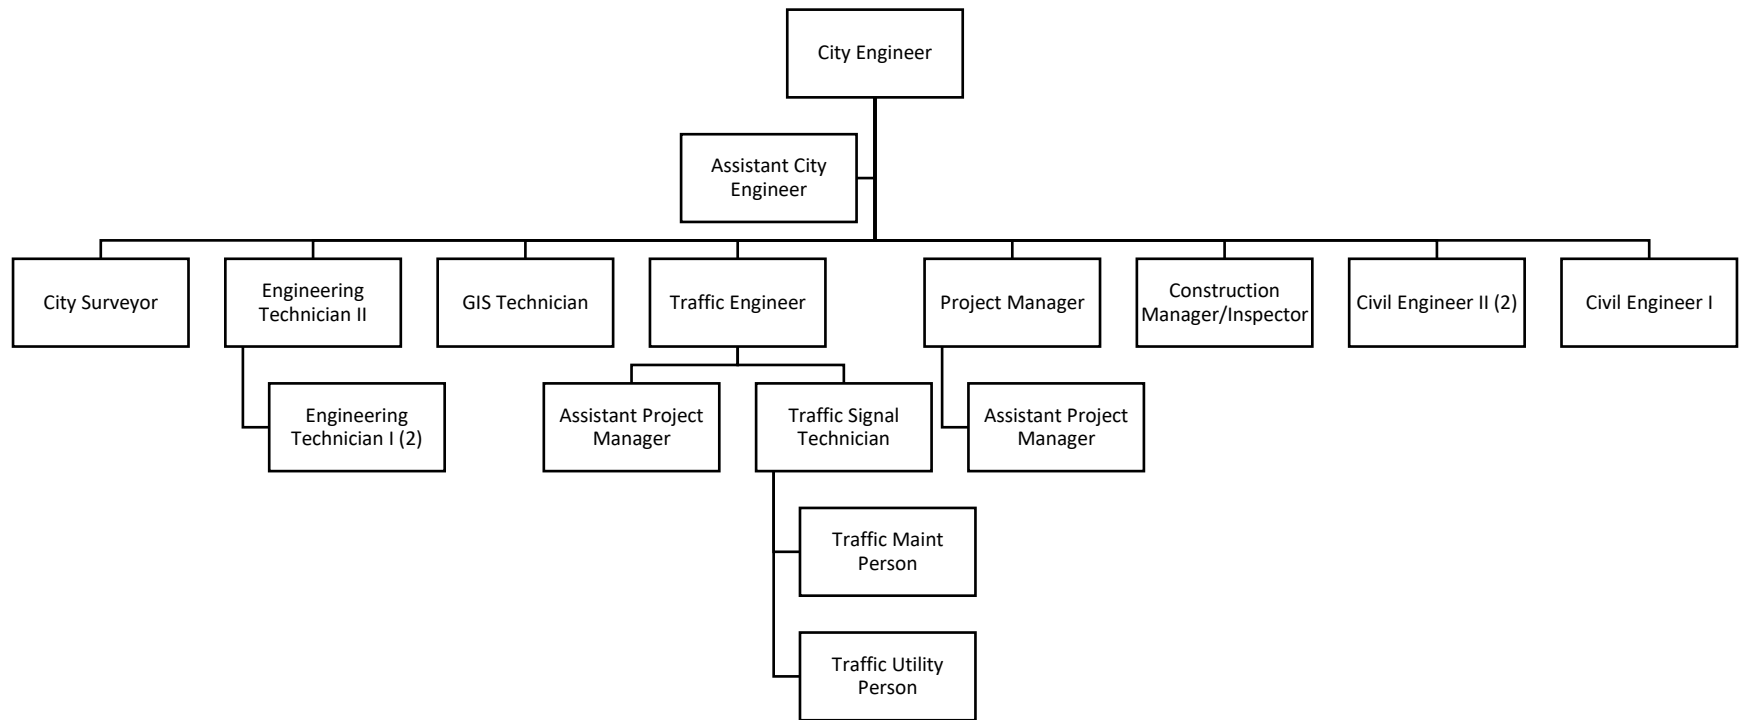 City Engineer
Assistant City
Engineer
City Surveyor
Engineering
Technician II
GIS Technician
Traffic Engineer
Project Manager
Construction
Manager/Inspector
Civil Engineer II (2)
Civil Engineer I
Engineering
Technician I (2)
Assistant Project
Manager
Traffic Signal
Technician
Assistant Project
Manager
Traffic Maint
Person
Traffic Utility
Person